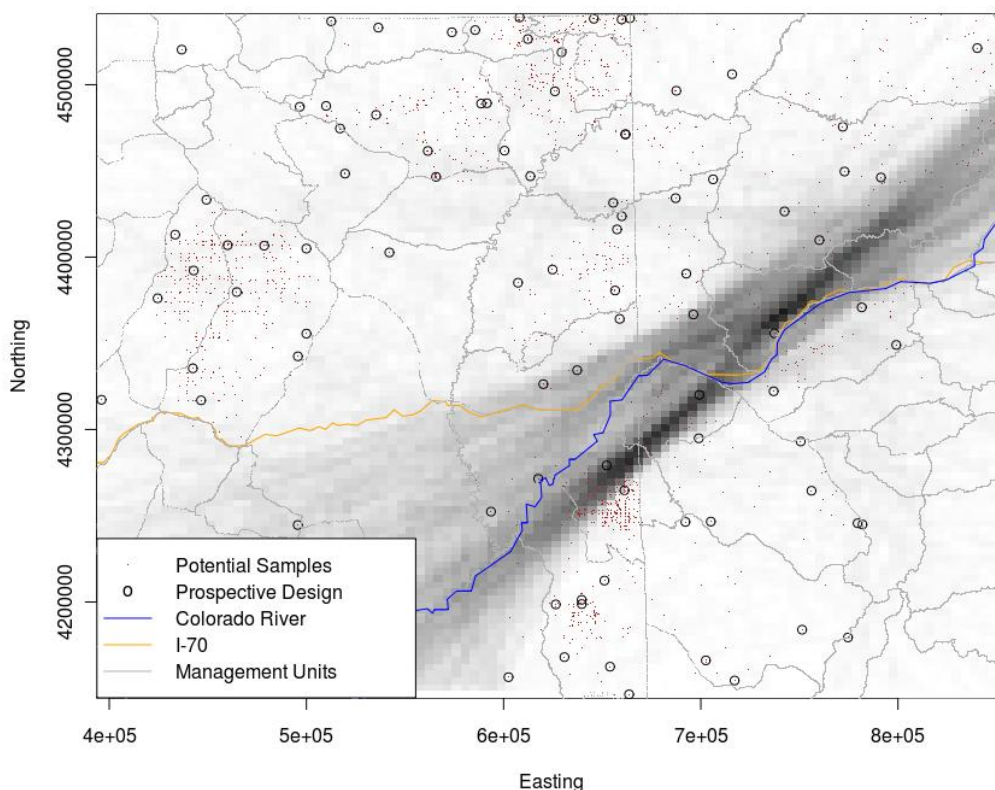 4500000
4400000
4300000
4200000
Northing
Potential Samples
Prospective Design
Colorado River
I-70
Management Units
4e+05
5e+05
6e+05
7e+05
8e+05
Easting